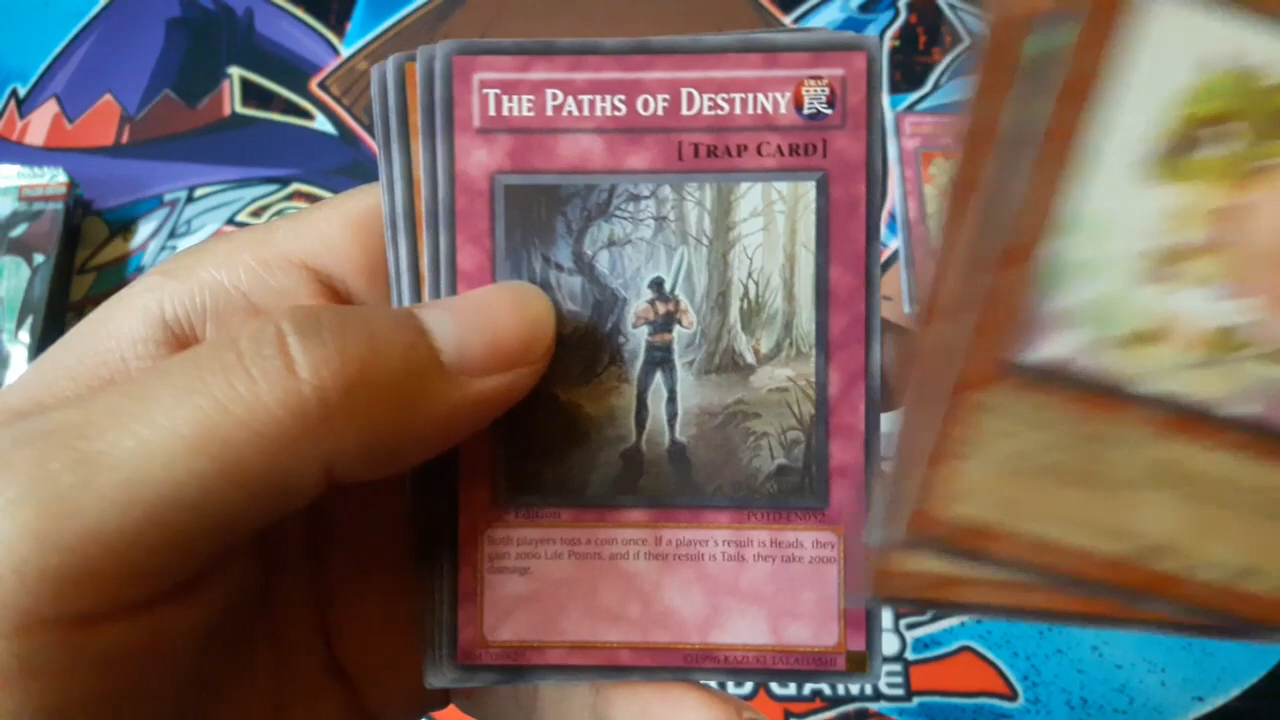 THE PATHS OF DESTINY
TRAP
罠
[TRAP CARD]
Edition
POTD-EN052
Both players toss a coin once. If a player's result is Heads, they
gain 2000 Life Points, and if their result is Tails, they take 2000
damage.
©1996 KAZUKI TAKAHASHI
GAME